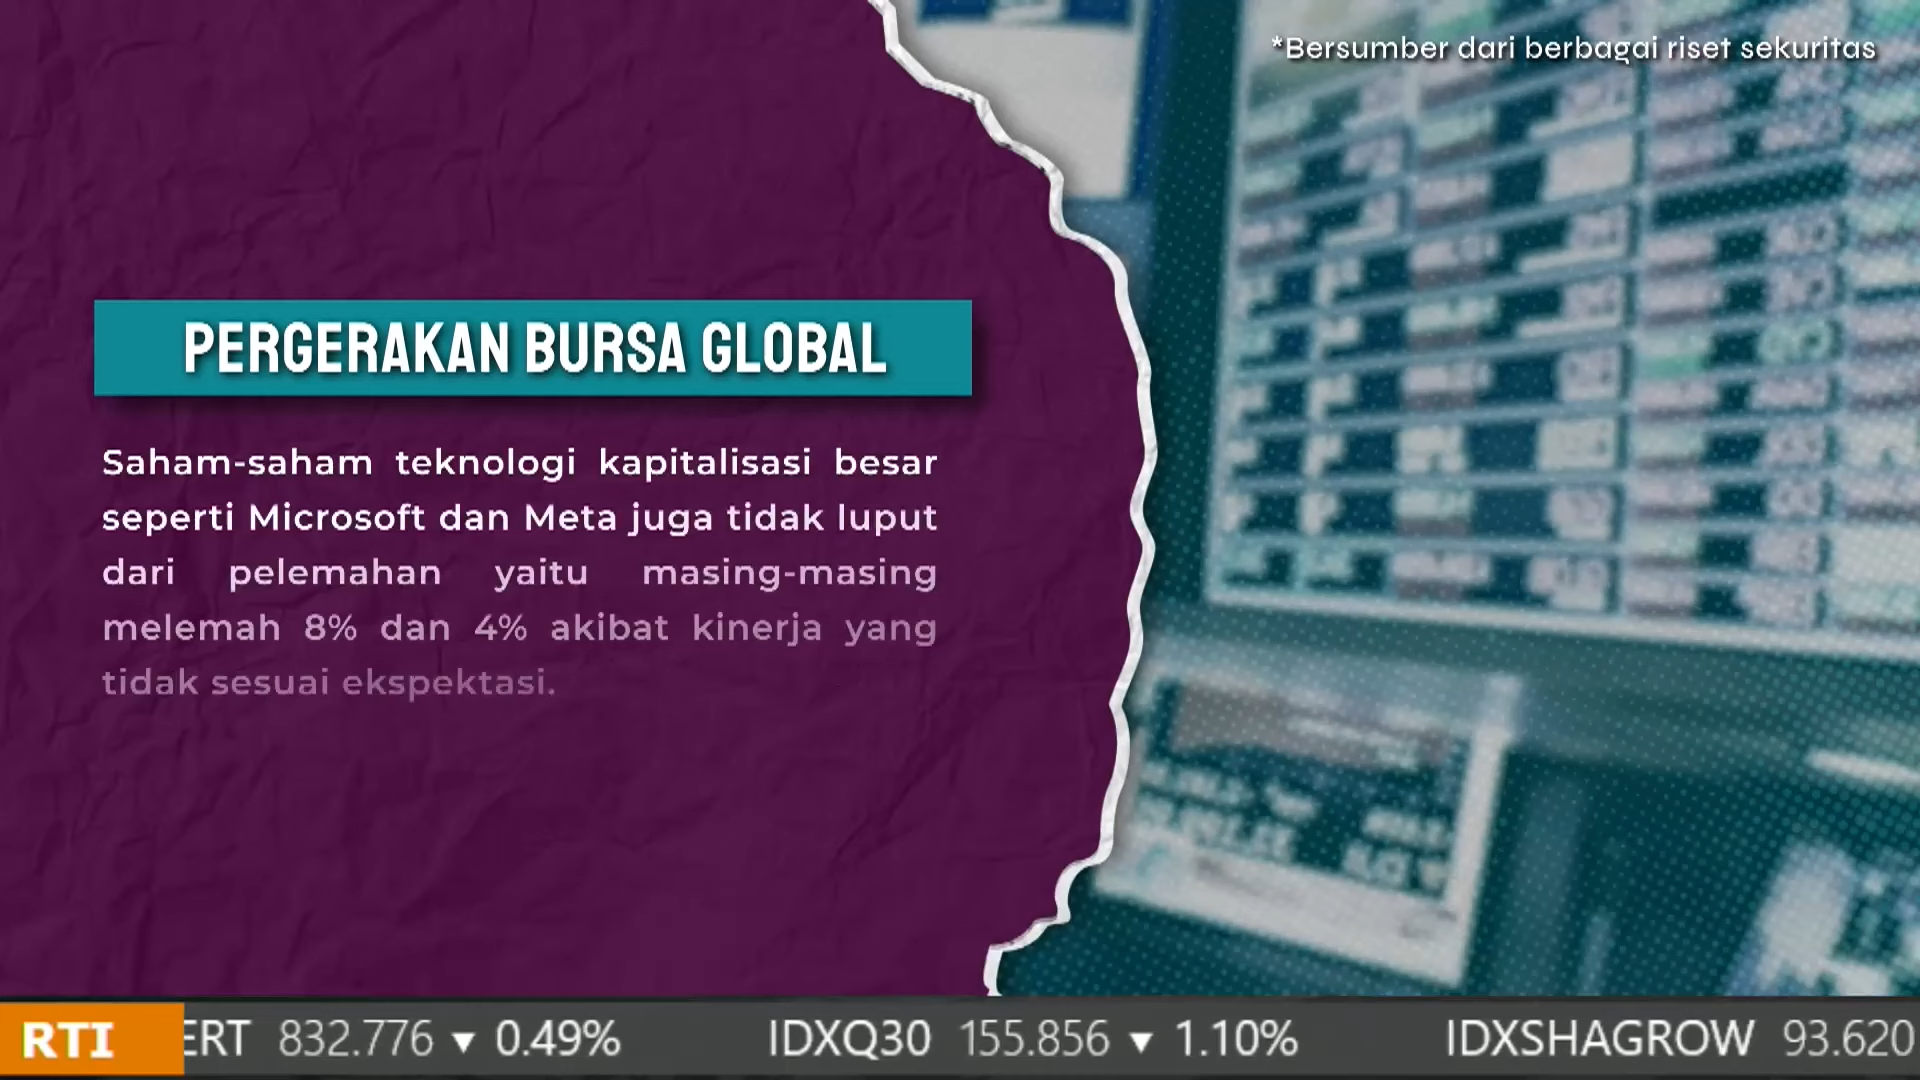 *Bersumber dari berbagai riset sekuritas
PERGERAKAN BURSA GLOBAL
Saham-saham teknologi kapitalisasi besar
seperti Microsoft dan Meta juga tidak luput
dari pelemahan yaitu masing-masing
melemah 8% dan 4% akibat kinerja yang
tidak sesuai ekspektasi.
RTI ERT 832.776 ▼ 0.49% IDXQ30 155.856 ▼ 1.10% IDXSHAGROW 93.620